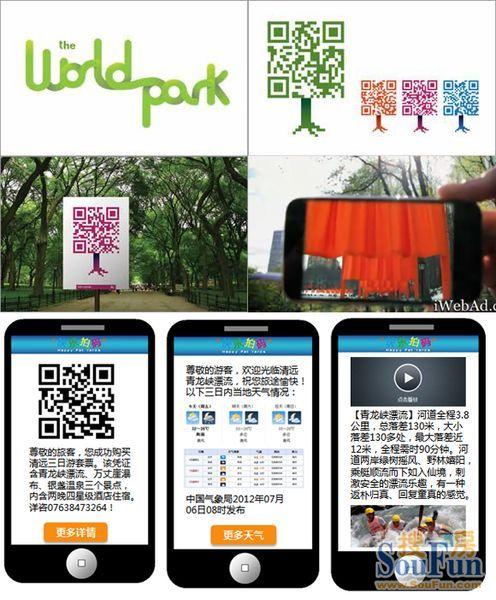 the
World park
iWebAd.
Happy Pai Yards
尊敬的旅客，您成功购买
清远三日游套票。该凭证
含青龙峡漂流、万丈崖瀑
布、银盏温泉三个景点，
内含两晚四星级酒店住宿。
详咨07638473264！
更多详情
尊敬的游客，欢迎光临清远
青龙峡漂流，祝您旅途愉快！
以下三日内当地天气情况：
中国气象局2012年07月
06日08时发布
更多天气
点击播放
【青龙峡漂流】河道全程3.8
公里，总落差130米，大小
落差130多处，最大落差近
12米，全程需时90分钟。河
道两岸绿树摇风、野林嬉阳，
乘艇顺流而下如入仙境，刺
激安全的漂流乐趣，有一种
返朴归真、回复童真的感觉。
搜房
SouFun
www.SouFun.com